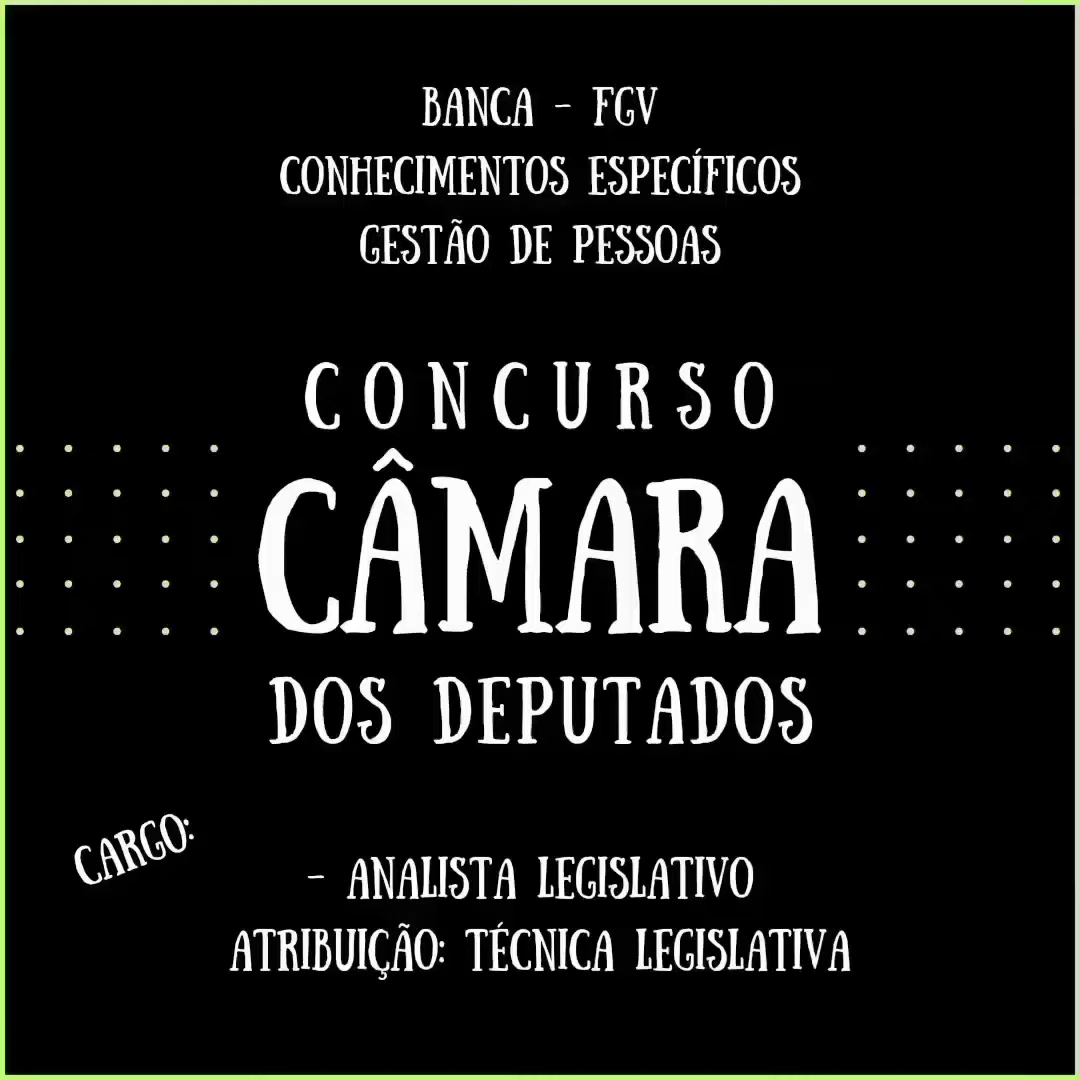 BANCA - FGV
CONHECIMENTOS ESPECÍFICOS
GESTÃO DE PESSOAS
CONCURSO
CÂMARA
DOS DEPUTADOS
CARGO:
- ANALISTA LEGISLATIVO
ATRIBUIÇÃO: TÉCNICA LEGISLATIVA